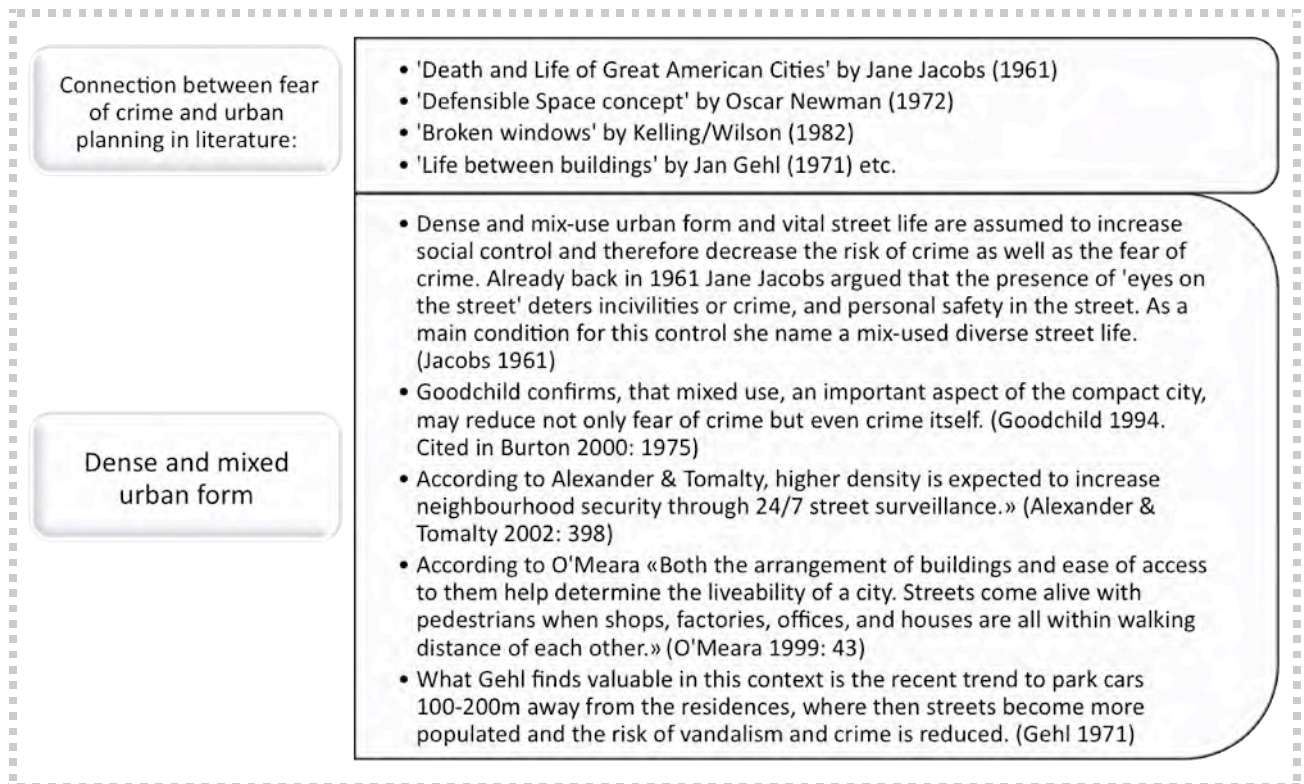 Connection between fear
of crime and urban
planning in literature:
• 'Death and Life of Great American Cities' by Jane Jacobs (1961)
• 'Defensible Space concept' by Oscar Newman (1972)
• 'Broken windows' by Kelling/Wilson (1982)
• 'Life between buildings' by Jan Gehl (1971) etc.
Dense and mixed
urban form
• Dense and mix-use urban form and vital street life are assumed to increase
social control and therefore decrease the risk of crime as well as the fear of
crime. Already back in 1961 Jane Jacobs argued that the presence of 'eyes on
the street' deters incivilities or crime, and personal safety in the street. As a
main condition for this control she name a mix-used diverse street life.
(Jacobs 1961)
• Goodchild confirms, that mixed use, an important aspect of the compact city,
may reduce not only fear of crime but even crime itself. (Goodchild 1994.
Cited in Burton 2000: 1975)
• According to Alexander & Tomalty, higher density is expected to increase
neighbourhood security through 24/7 street surveillance.» (Alexander &
Tomalty 2002: 398)
• According to O'Meara «Both the arrangement of buildings and ease of access
to them help determine the liveability of a city. Streets come alive with
pedestrians when shops, factories, offices, and houses are all within walking
distance of each other.» (O'Meara 1999: 43)
• What Gehl finds valuable in this context is the recent trend to park cars
100-200m away from the residences, where then streets become more
populated and the risk of vandalism and crime is reduced. (Gehl 1971)